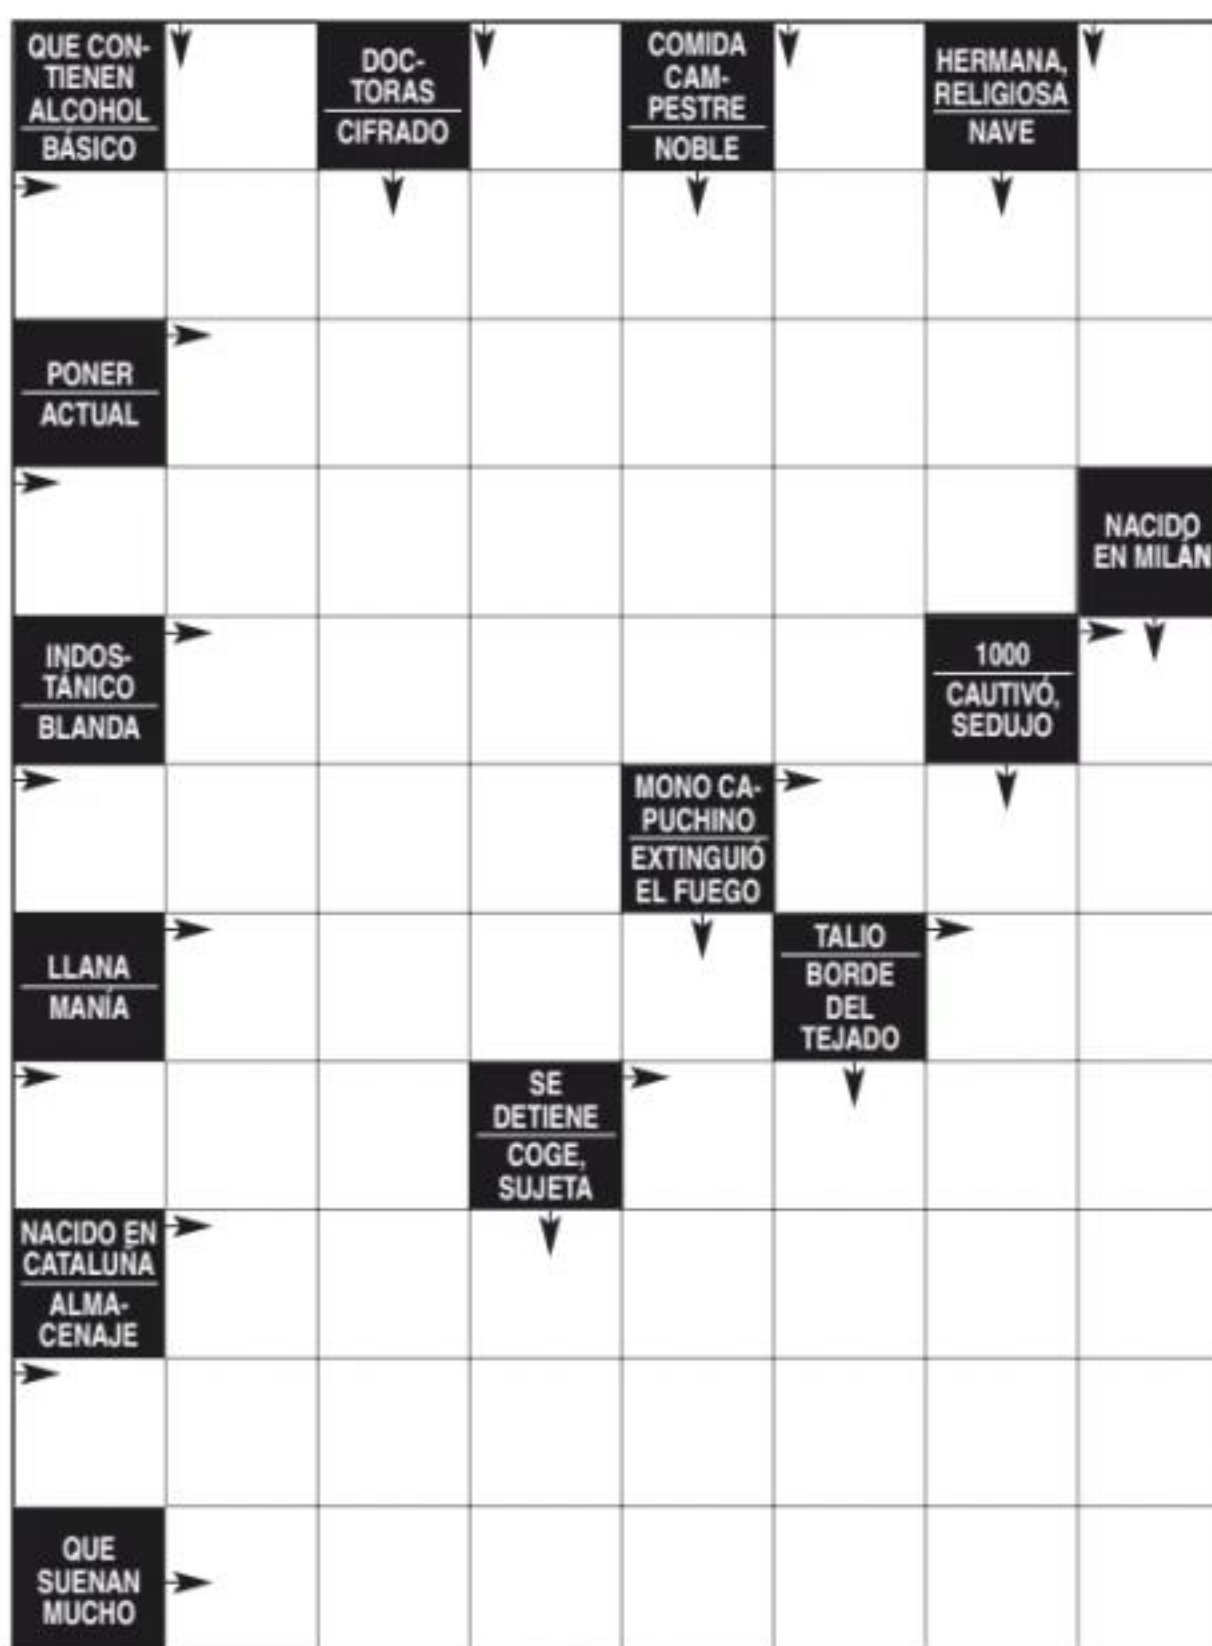 QUE CON-
TIENEN
ALCOHOL
BÁSICO
DOC-
TORAS
CIFRADO
COMIDA
CAM-
PESTRE
NOBLE
HERMANA,
RELIGIOSA
NAVE
PONER
ACTUAL
NACIDO
EN MILÁN
INDOS-
TÁNICO
BLANDA
1000
CAUTIVÓ,
SEDUJO
MONO CA-
PUCHINO
EXTINGUIÓ
EL FUEGO
LLANA
MANÍA
TALIO
BORDE
DEL
TEJADO
SE
DETIENE
COGE,
SUJETA
NACIDO EN
CATALUÑA
ALMA-
CENAJE
QUE
SUENAN
MUCHO